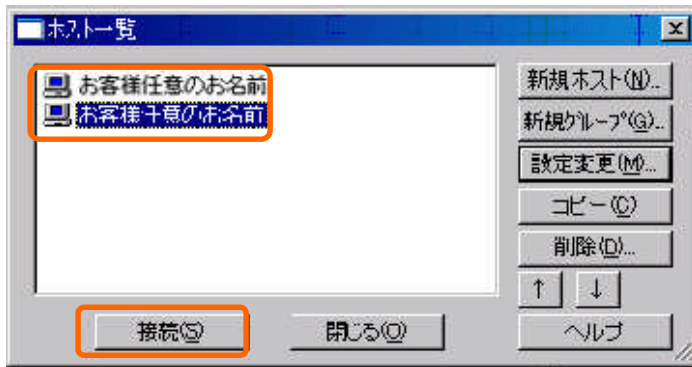 ホスト一覧
お客様任意のお名前
お客様任意のお名前
新規ホスト(N)..
新規グループ(G)..
設定変更(M)...
コピー(C)
削除(D)...
↑ ↓
接続(S)
閉じる(O)
ヘルプ